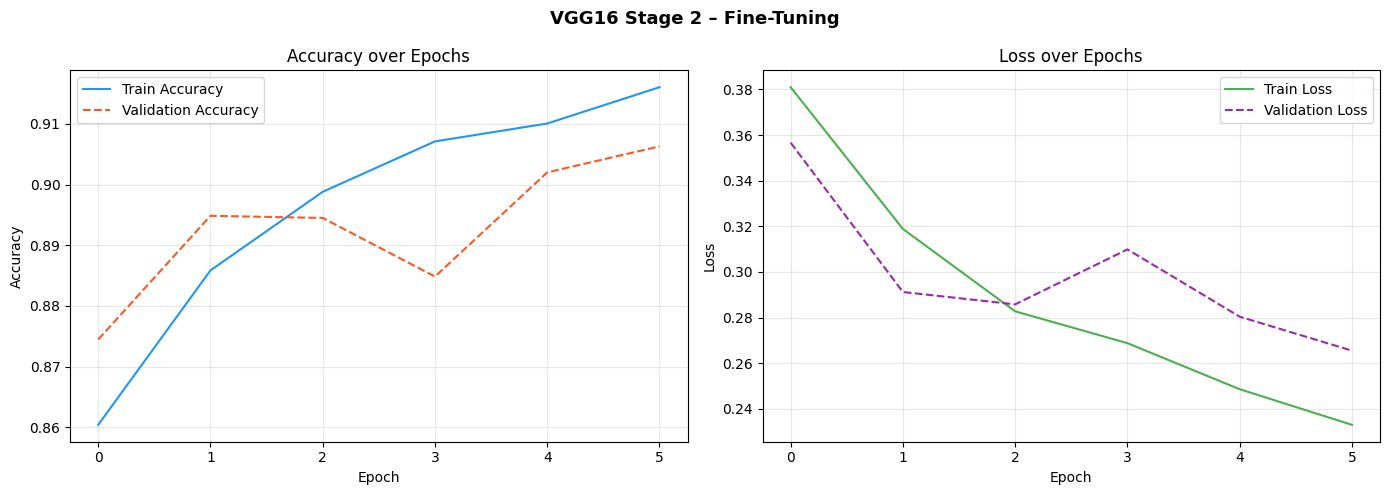 VGG16 Stage 2 – Fine-Tuning
Accuracy over Epochs
Train Accuracy
Validation Accuracy
Accuracy
0.91
0.90
0.89
0.88
0.87
0.86
0 1 2 3 4 5
Epoch
Loss over Epochs
Train Loss
Validation Loss
Loss
0.38
0.36
0.34
0.32
0.30
0.28
0.26
0.24
0 1 2 3 4 5
Epoch